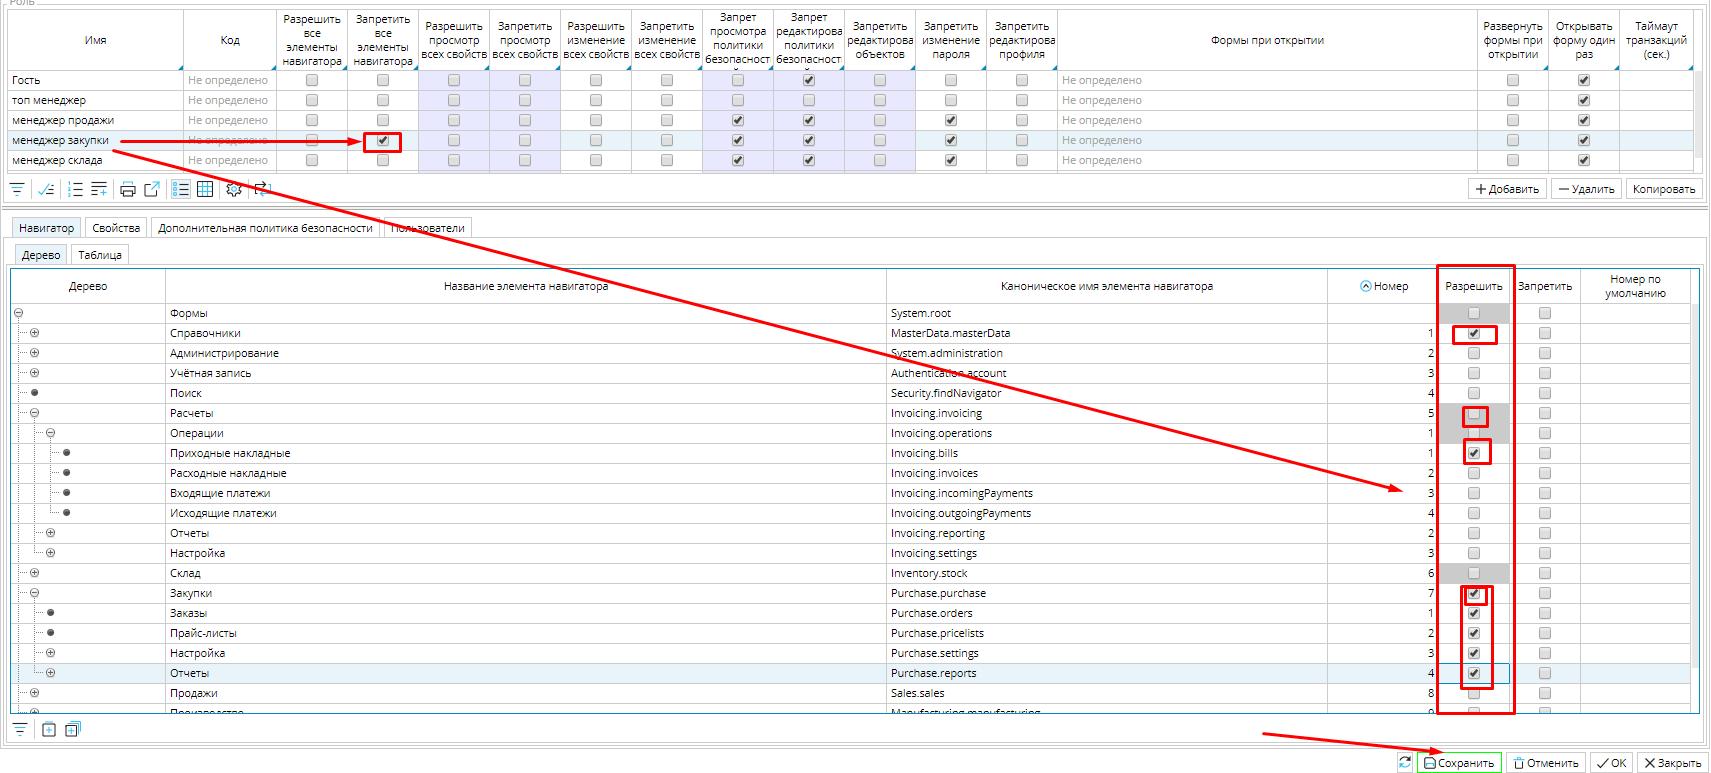 Роль
Имя
Код
Разрешить все элементы навигатора
Запретить все элементы навигатора
Разрешить просмотр всех свойств
Запретить просмотр всех свойств
Разрешить изменение всех свойств
Запретить изменение всех свойств
Запрет просмотра политики безопасност
Запрет редактирова политики безопасност
Запретить редактирова объектов
Запретить изменение пароля
Запретить редактирова профиля
Формы при открытии
Развернуть формы при открытии
Открывать форму один раз
Таймаут транзакций (сек.)
Гость Не определено Не определено
топ менеджер Не определено Не определено
менеджер продажи Не определено Не определено
менеджер закупки Не определено Не определено
менеджер склада Не определено Не определено
Добавить Удалить Копировать
Навигатор Свойства Дополнительная политика безопасности Пользователи
Дерево Таблица
Дерево Название элемента навигатора Каноническое имя элемента навигатора Номер Разрешить Запретить Номер по умолчанию
Формы System.root
Справочники MasterData.masterData 1
Администрирование System.administration 2
Учётная запись Authentication.account 3
Поиск Security.findNavigator 4
Расчеты Invoicing.invoicing 5
Операции Invoicing.operations 1
Приходные накладные Invoicing.bills 1
Расходные накладные Invoicing.invoices 2
Входящие платежи Invoicing.incomingPayments 3
Исходящие платежи Invoicing.outgoingPayments 4
Отчеты Invoicing.reporting 2
Настройка Invoicing.settings 3
Склад Inventory.stock 6
Закупки Purchase.purchase 7
Заказы Purchase.orders 1
Прайс-листы Purchase.pricelists 2
Настройка Purchase.settings 3
Отчеты Purchase.reports 4
Продажи Sales.sales 8
Производство Manufacturing.manufacturing 9
Сохранить Отменить OK Закрыть